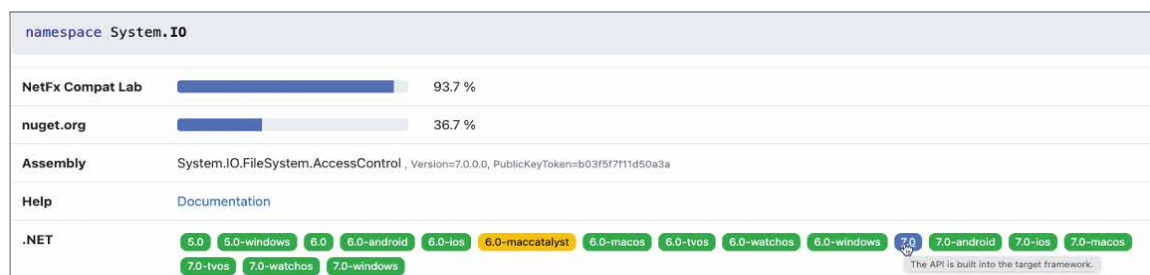 namespace System.IO
NetFx Compat Lab 93.7 %
nuget.org 36.7 %
Assembly System.IO.FileSystem.AccessControl , Version=7.0.0.0, PublicKeyToken=b03f5f7f11d50a3a
Help Documentation
.NET 5.0 5.0-windows 6.0 6.0-android 6.0-ios 6.0-maccatalyst 6.0-macos 6.0-tvos 6.0-watchos 6.0-windows 7.0 7.0-android 7.0-ios 7.0-macos
7.0-tvos 7.0-watchos 7.0-windows
The API is built into the target framework.